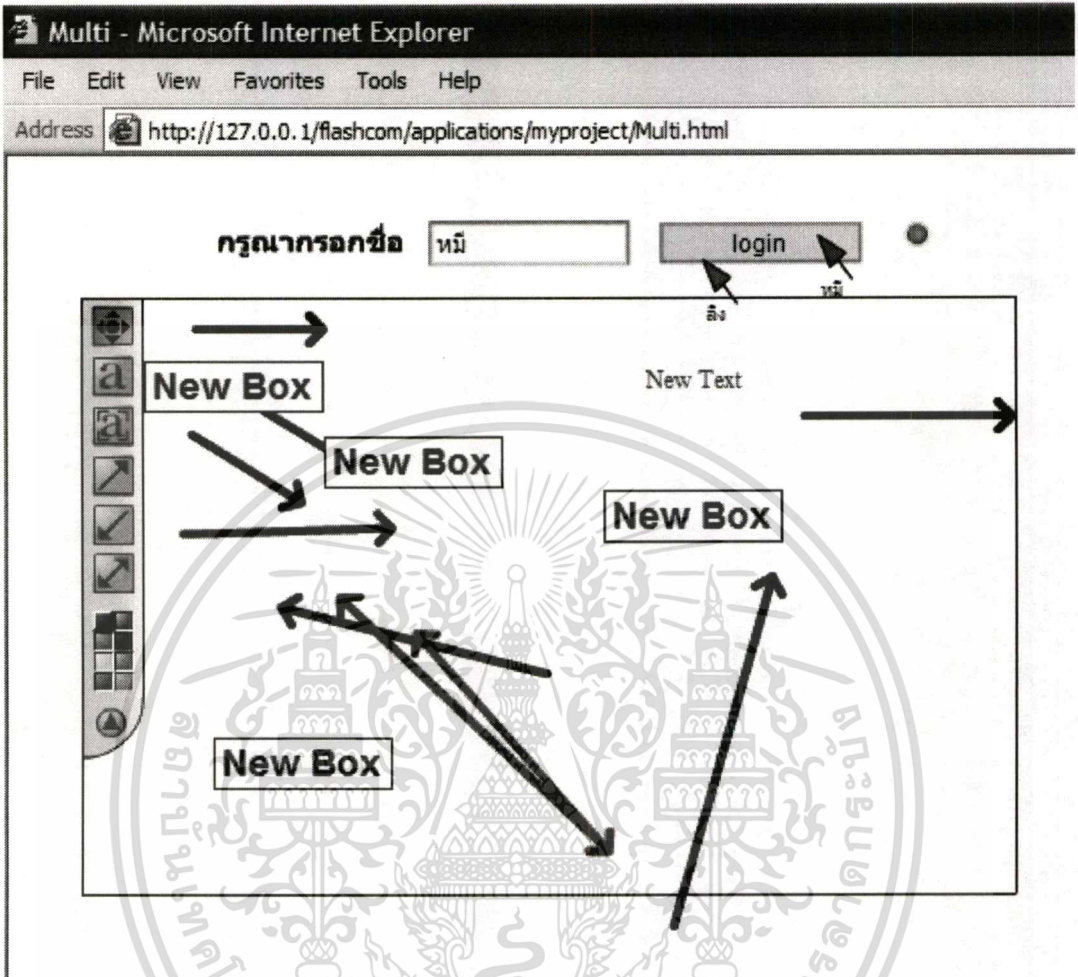 Multi - Microsoft Internet Explorer
File Edit View Favorites Tools Help
Address http://127.0.0.1/flashcom/applications/myproject/Multi.html
กรุณากรอกชื่อ หมี login
หมี
ลิง
a
New Text
New Box
a
New Box
New Box
New Box